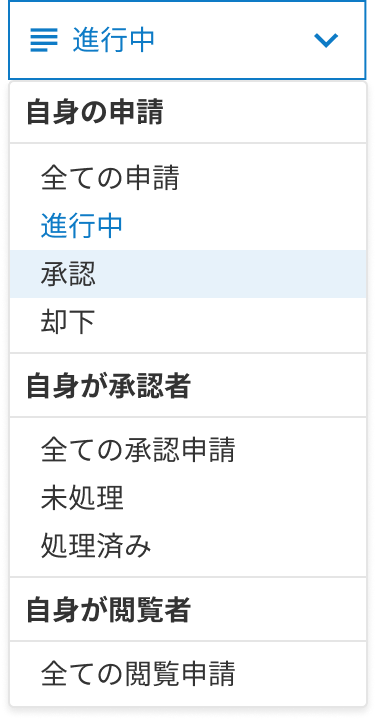 進行中
自身の申請
全ての申請
進行中
承認
却下
自身が承認者
全ての承認申請
未処理
処理済み
自身が閲覧者
全ての閲覧申請